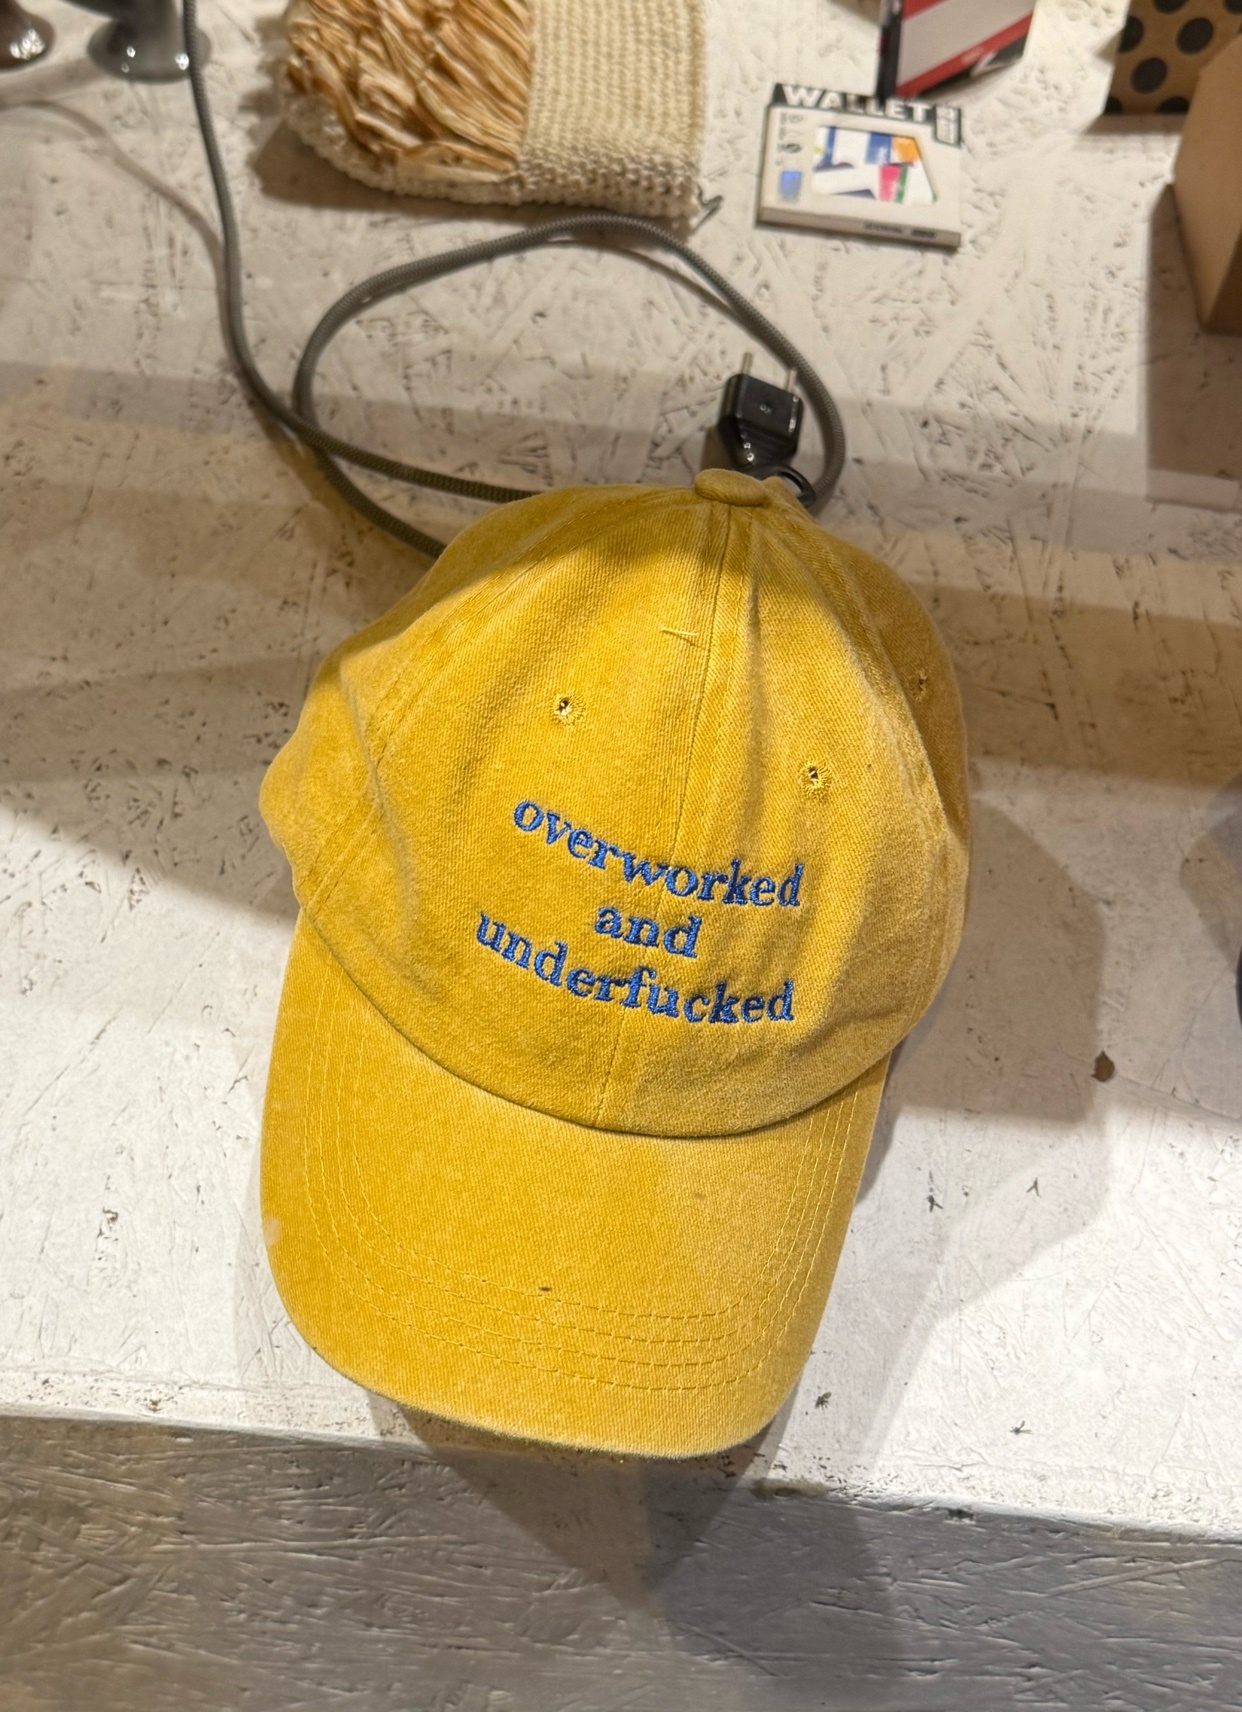 WALLET
overworked
and
underfucked